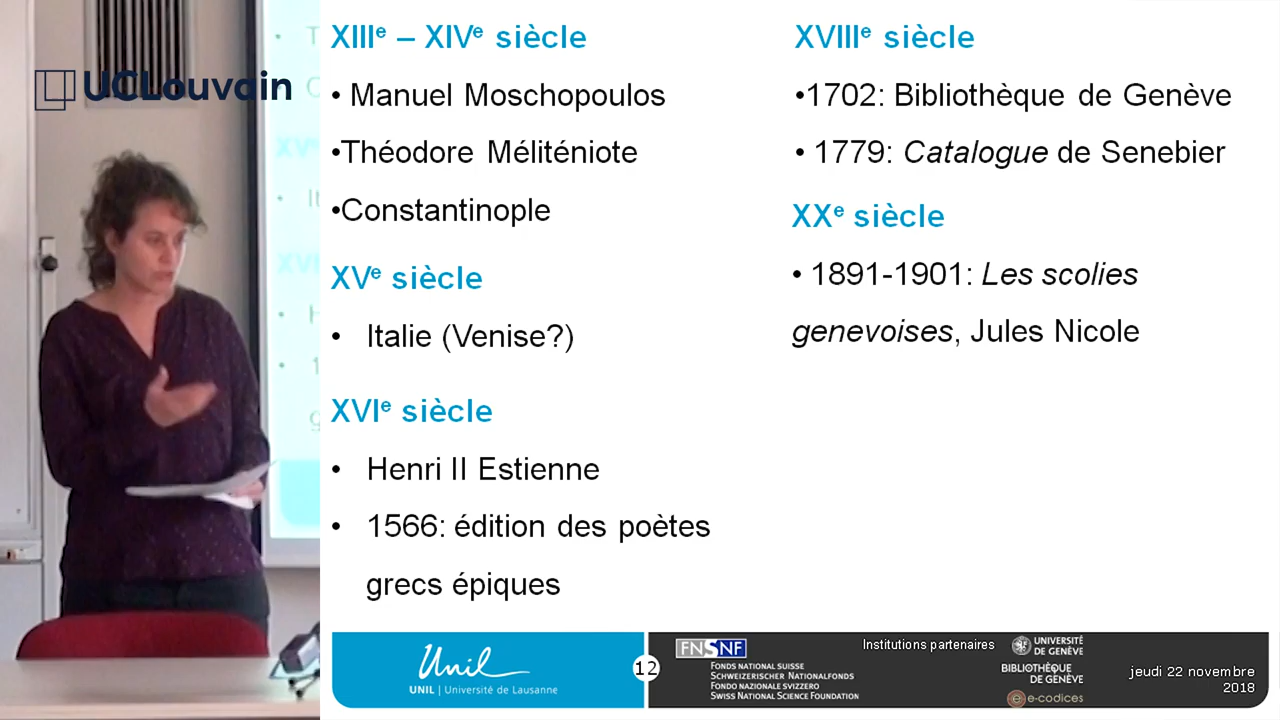 UCLouvain
XIIIe – XIVe siècle
• Manuel Moschopoulos
•Théodore Méliténiote
•Constantinople
XVe siècle
• Italie (Venise?)
XVIe siècle
• Henri II Estienne
• 1566: édition des poètes
grecs épiques
XVIIIe siècle
•1702: Bibliothèque de Genève
• 1779: Catalogue de Senebier
XXe siècle
• 1891-1901: Les scolies
genevoises, Jules Nicole
Unil
UNIL | Université de Lausanne
12
FNSNF
FONDS NATIONAL SUISSE
SCHWEIZERISCHER NATIONALFONDS
FONDO NAZIONALE SVIZZERO
SWISS NATIONAL SCIENCE FOUNDATION
Institutions partenaires
UNIVERSITÉ
DE GENÈVE
BIBLIOTHÈQUE
DE GENÈVE
e-codices
jeudi 22 novembre
2018